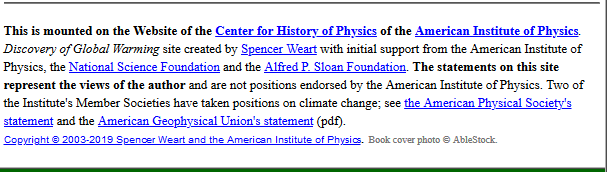 This is mounted on the Website of the Center for History of Physics of the American Institute of Physics.
Discovery of Global Warming site created by Spencer Weart with initial support from the American Institute of
Physics, the National Science Foundation and the Alfred P. Sloan Foundation. The statements on this site
represent the views of the author and are not positions endorsed by the American Institute of Physics. Two of
the Institute's Member Societies have taken positions on climate change; see the American Physical Society's
statement and the American Geophysical Union's statement (pdf).
Copyright © 2003-2019 Spencer Weart and the American Institute of Physics. Book cover photo © AbleStock.